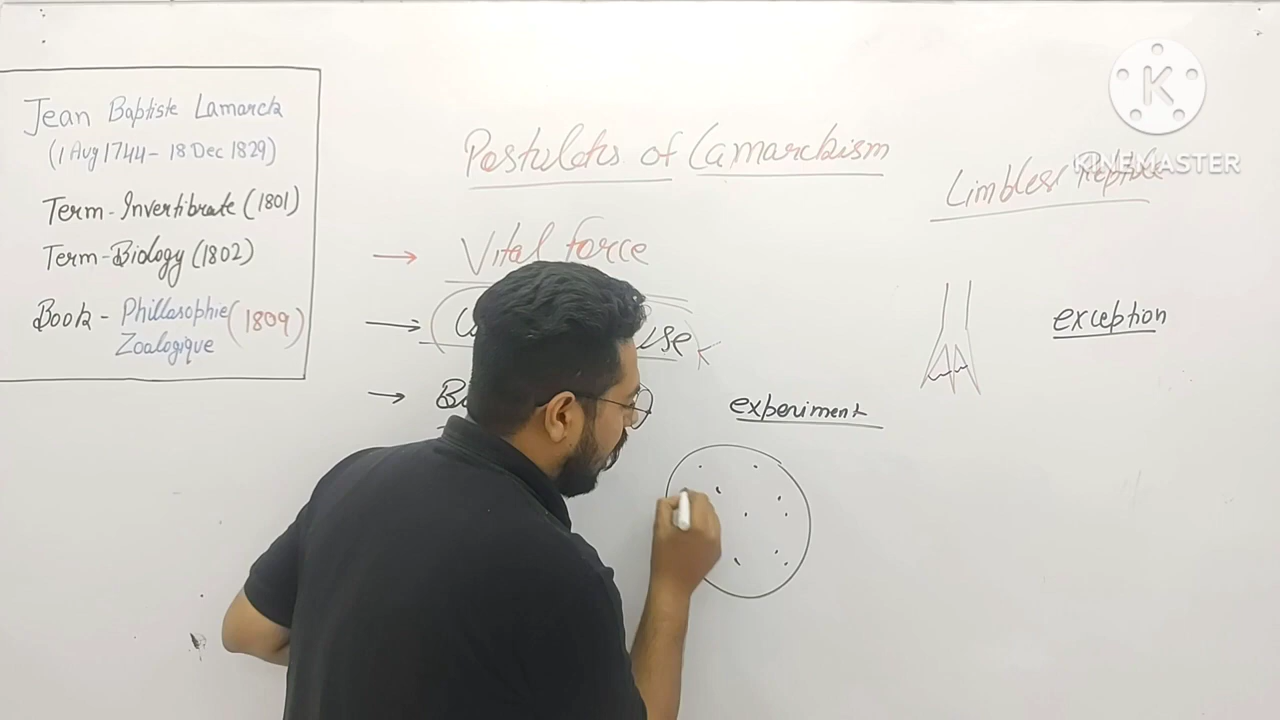 Jean Baptiste Lamarck
(1 Aug 1744 - 18 Dec 1829)
Term - Invertibrate (1801)
Term - Biology (1802)
Book - Phillosophie (1809)
Zoalogique
Postulates of Lamarckism
→ Vital force
experiment
Limbless Reptile
exception
K
KINEMASTER